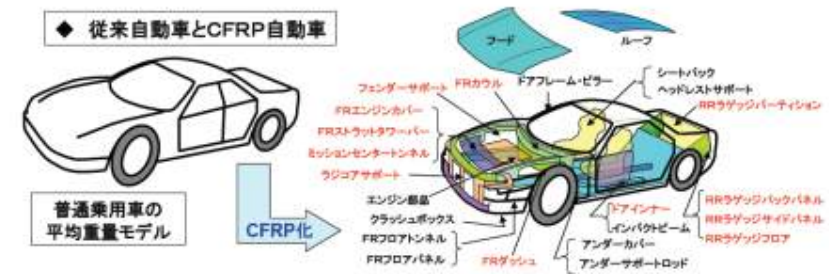 ◆ 従来自動車とCFRP自動車
フード
ルーフ
フェンダーサポート
FRカウル
ドアフレーム・ピラー
シートバック
ヘッドレストサポート
RRラゲッジパーティション
FRエンジンカバー
FRストラットタワーバー
ミッションセンタートンネル
ラジコアサポート
エンジン部品
クラッシュボックス
FRフロアトンネル
FRフロアパネル
FRダッシュ
ドアインナー
インパクトビーム
アンダーカバー
アンダーサポートロッド
RRラゲッジバックパネル
RRラゲッジサイドパネル
RRラゲッジフロア
普通乗用車の
平均重量モデル
CFRP化